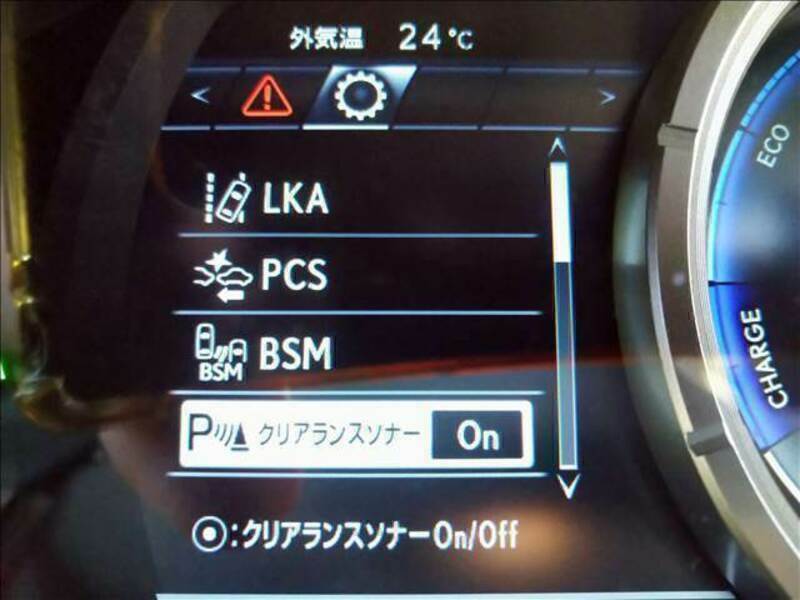 外気温 24℃
<
>
LKA
PCS
BSM
BSM
P クリアランスソナー On
:クリアランスソナーOn/Off
ECO
CHARGE